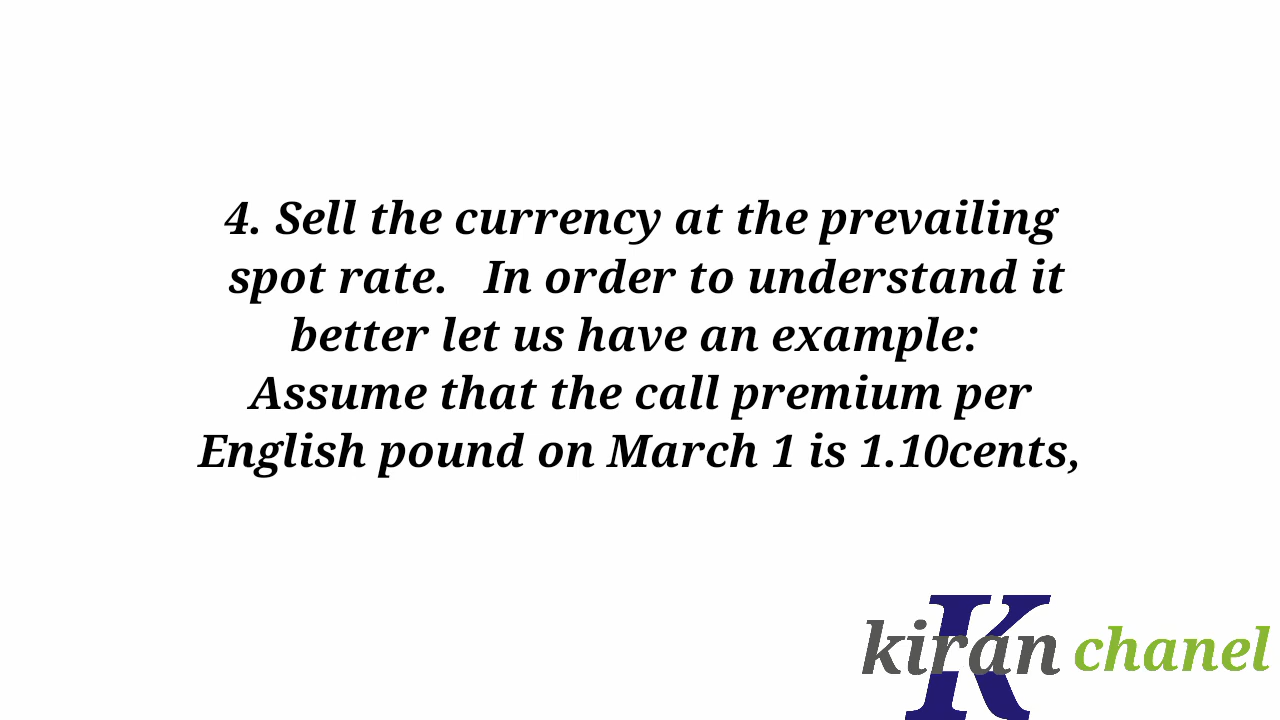 4. Sell the currency at the prevailing
spot rate.   In order to understand it
better let us have an example:
Assume that the call premium per
English pound on March 1 is 1.10cents,
K
kiran chanel